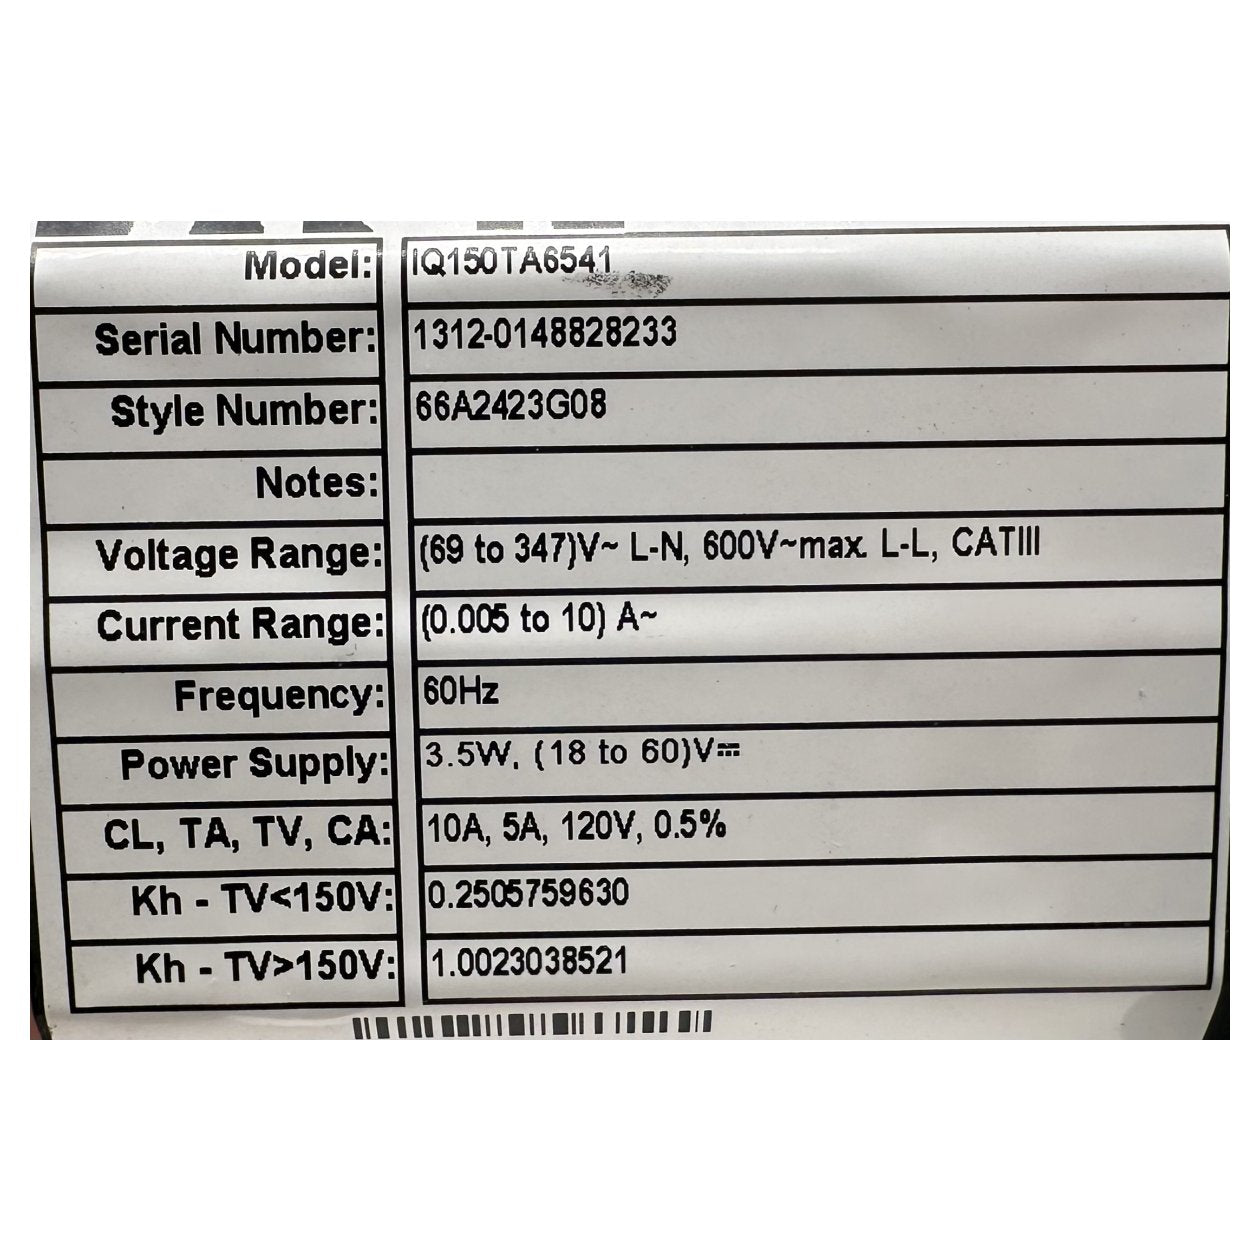 Model: IQ150TA6541
Serial Number: 1312-0148828233
Style Number: 66A2423G08
Notes:
Voltage Range: (69 to 347)V~ L-N, 600V~max. L-L, CATIII
Current Range: (0.005 to 10) A~
Frequency: 60Hz
Power Supply: 3.5W, (18 to 60)V⎓
CL, TA, TV, CA: 10A, 5A, 120V, 0.5%
Kh - TV<150V: 0.2505759630
Kh - TV>150V: 1.0023038521